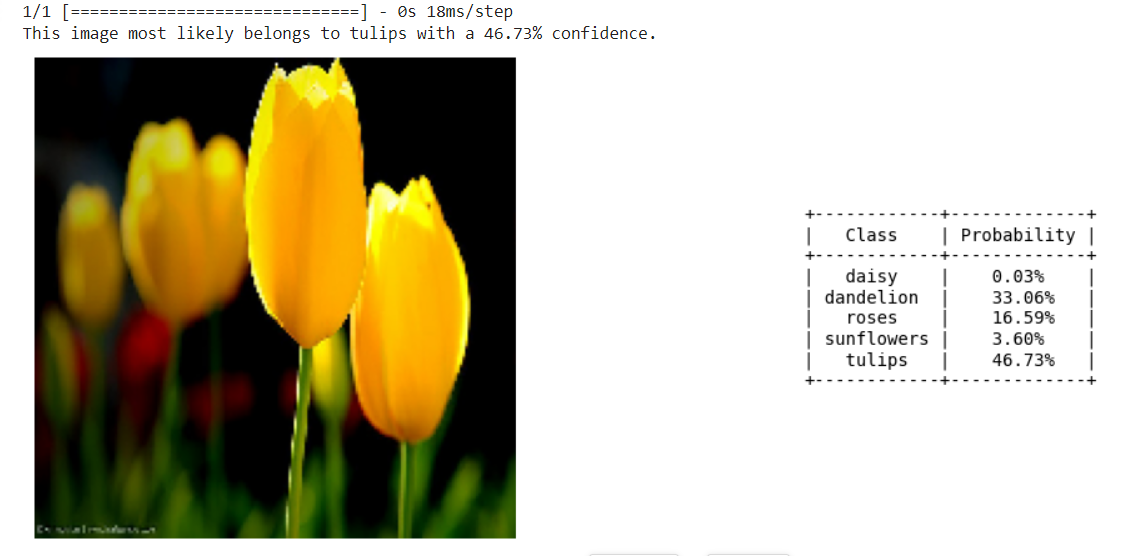 1/1 [==============================] - 0s 18ms/step
This image most likely belongs to tulips with a 46.73% confidence.
+------------+-------------+
| Class | Probability |
+------------+-------------+
| daisy | 0.03% |
| dandelion | 33.06% |
| roses | 16.59% |
| sunflowers | 3.60% |
| tulips | 46.73% |
+------------+-------------+